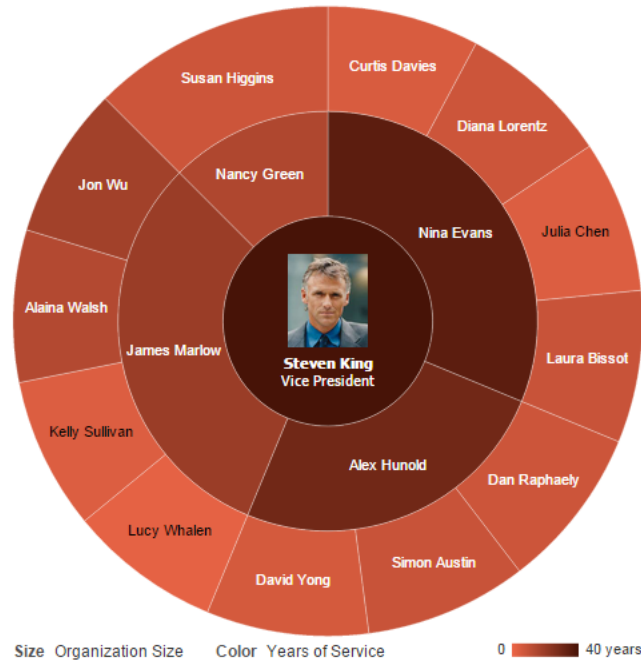 Susan Higgins
Curtis Davies
Diana Lorentz
Jon Wu
Nancy Green
Nina Evans
Julia Chen
Alaina Walsh
James Marlow
Steven King
Vice President
Laura Bissot
Kelly Sullivan
Alex Hunold
Dan Raphaely
Lucy Whalen
David Yong
Simon Austin
Size Organization Size Color Years of Service 0 40 years